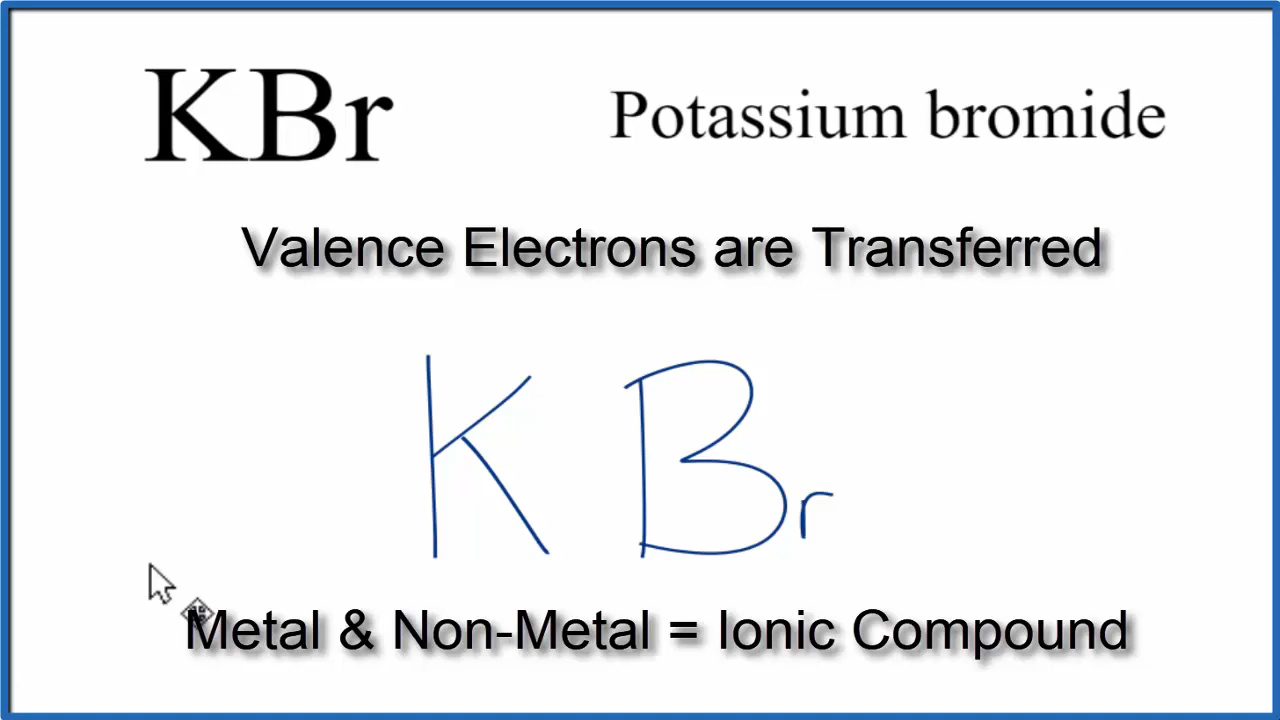 KBr Potassium bromide
Valence Electrons are Transferred
K Br
Metal & Non-Metal = Ionic Compound